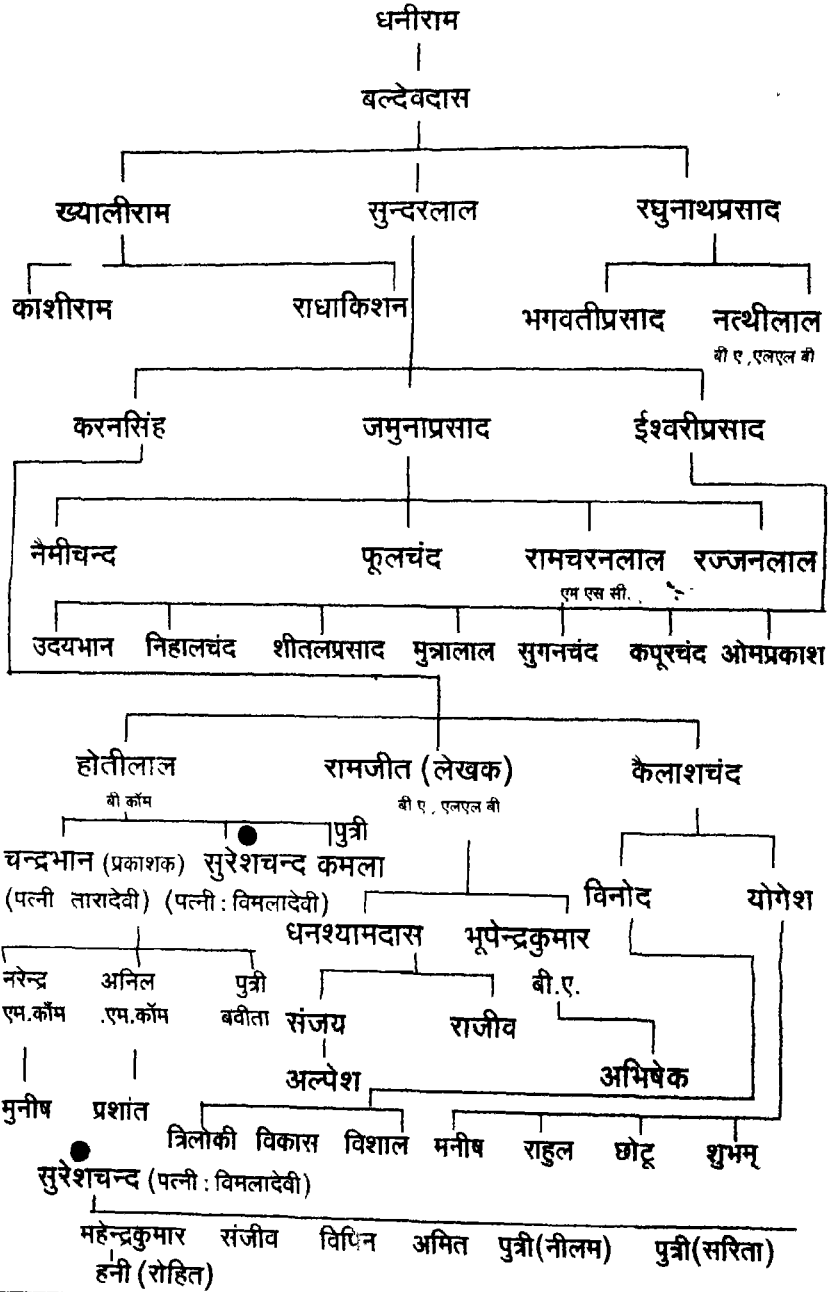 धनीराम
बल्देवदास
ख्यालीराम सुन्दरलाल रघुनाथप्रसाद
काशीराम राधाकिशन भगवतीप्रसाद नत्थीलाल
बी ए , एलएल बी
करनसिंह जमुनाप्रसाद ईश्वरीप्रसाद
नैमीचन्द फूलचंद रामचरनलाल रज्जनलाल
एम एस सी.
उदयभान निहालचंद शीतलप्रसाद मुन्नालाल सुगनचंद कपूरचंद ओमप्रकाश
होतीलाल रामजीत (लेखक) कैलाशचंद
बी कॉम बी ए , एलएल बी
पुत्री
चन्द्रभान (प्रकाशक) सुरेशचन्द कमला
(पत्नी तारादेवी) (पत्नी : विमलादेवी) विनोद योगेश
धनश्यामदास भूपेन्द्रकुमार
नरेन्द्र अनिल पुत्री बी.ए.
एम.कौंम .एम.कॉम बवीता संजय राजीव
अल्पेश अभिषेक
मुनीष प्रशांत
त्रिलोकी विकास विशाल मनीष राहुल छोटू शुभम्
सुरेशचन्द (पत्नी : विमलादेवी)
महेन्द्रकुमार संजीव विपिन अमित पुत्री(नीलम) पुत्री(सरिता)
हनी (रोहित)